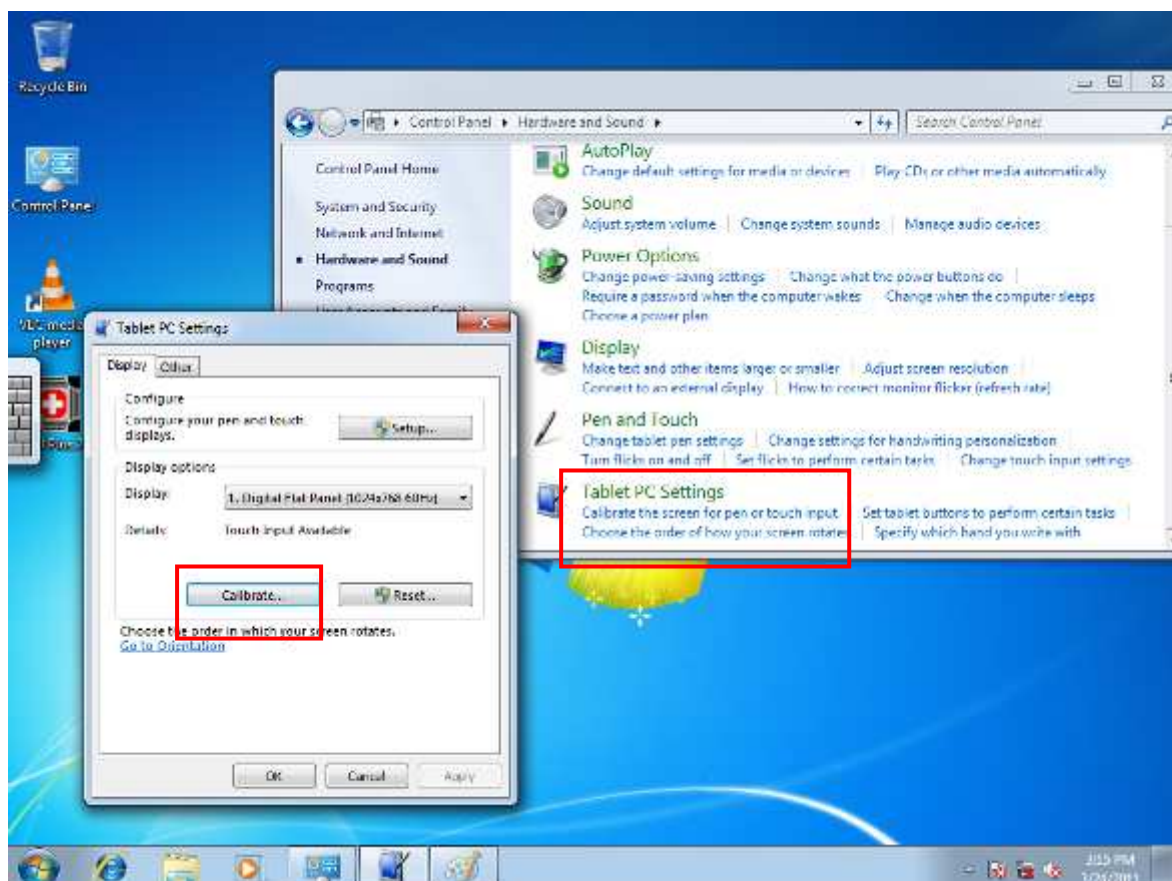 Recycle Bin
Control Panel
VLC media
player
Control Panel
Hardware and Sound
Search Control Panel
Control Panel Home
System and Security
Network and Internet
Hardware and Sound
Programs
AutoPlay
Change default settings for media or devices
Play CDs or other media automatically
Sound
Adjust system volume
Change system sounds
Manage audio devices
Power Options
Change power-saving settings
Change what the power buttons do
Require a password when the computer wakes
Change when the computer sleeps
Choose a power plan
Display
Make text and other items larger or smaller
Adjust screen resolution
Connect to an external display
How to correct monitor flicker (refresh rate)
Pen and Touch
Change tablet pen settings
Change settings for handwriting personalization
Turn flicks on and off
Set flicks to perform certain tasks
Change touch input settings
Tablet PC Settings
Calibrate the screen for pen or touch input
Set tablet buttons to perform certain tasks
Choose the order of how your screen rotates
Specify which hand you write with
Tablet PC Settings
Display
Other
Configure
Configure your pen and touch
displays.
Setup...
Display options
Display:
1. Digital Flat Panel (1024x768 60Hz)
Details:
Touch Input Available
Calibrate...
Reset...
Choose the order in which your screen rotates.
Go to Orientation
OK
Cancel
Apply
3:55 PM